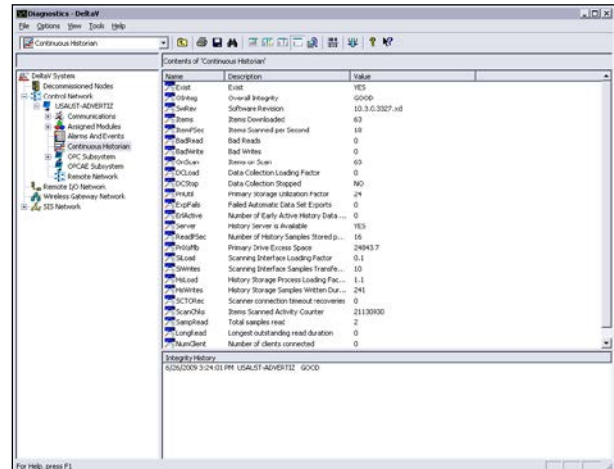 Diagnostics - DeltaV
File Options View Tools Help
Continuous Historian
Contents of 'Continuous Historian'
DeltaV System
Decommissioned Nodes
Control Network
USAUST-ADVERTIZ
Communications
Assigned Modules
Alarms And Events
Continuous Historian
OPC Subsystem
OPCAE Subsystem
Remote Network
Remote I/O Network
Wireless Gateway Network
SIS Network
Name Description Value
Exist Exist YES
OInteg Overall Integrity GOOD
SwRev Software Revision 10.3.0.3327.xd
Items Items Downloaded 63
ItemPSec Items Scanned per Second 18
BadRead Bad Reads 0
BadWrite Bad Writes 0
OnScan Items on Scan 63
DCLoad Data Collection Loading Factor 0
DCStop Data Collection Stopped NO
PriUtil Primary Storage Utilization Factor 24
ExpFails Failed Automatic Data Set Exports 0
ErlActive Number of Early Active History Data ... 0
Server History Server is Available YES
ReadPSec Number of History Samples Stored p... 16
PriXsMb Primary Drive Excess Space 24843.7
SILoad Scanning Interface Loading Factor 0.1
SIWrites Scanning Interface Samples Transfe... 10
HsLoad History Storage Process Loading Fac... 1.1
HsWrites History Storage Samples Written Dur... 241
SCTORec Scanner connection timeout recoveries 0
ScanChks Items Scanned Activity Counter 21130930
SampRead Total samples read 2
LongRead Longest outstanding read duration 0
NumClient Number of clients connected 0
Integrity History
6/26/2009 3:24:01 PM USAUST-ADVERTIZ GOOD
For Help, press F1